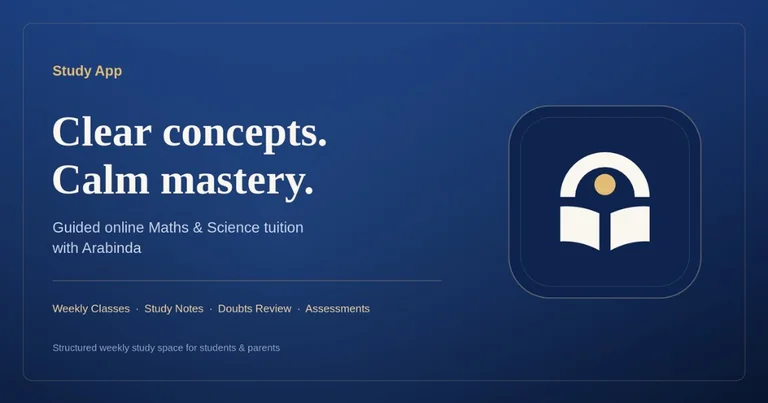 Study App
Clear concepts.
Calm mastery.
Guided online Maths & Science tuition
with Arabinda
Weekly Classes · Study Notes · Doubts Review · Assessments
Structured weekly study space for students & parents